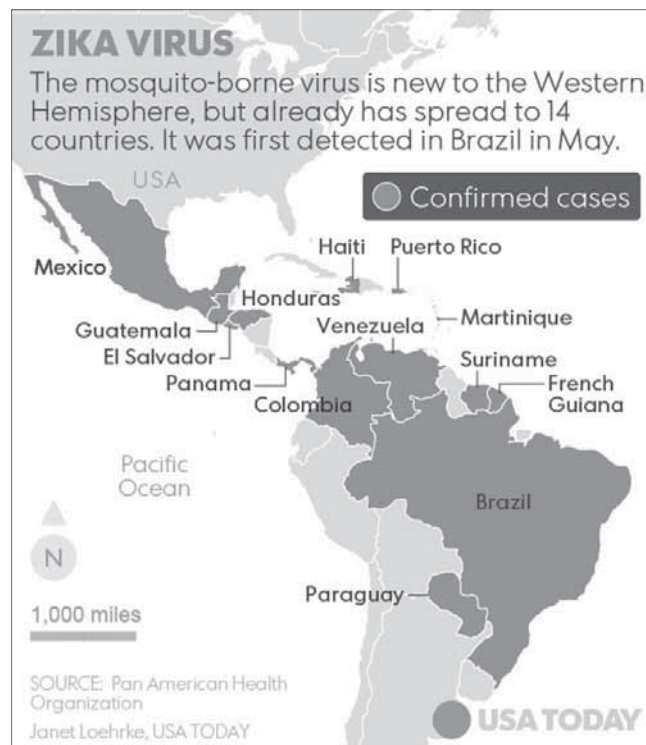 ZIKA VIRUS
The mosquito-borne virus is new to the Western
Hemisphere, but already has spread to 14
countries. It was first detected in Brazil in May.
USA
Confirmed cases
Haiti
Puerto Rico
Mexico
Honduras
Martinique
Guatemala
Venezuela
El Salvador
Suriname
Panama
French
Guiana
Colombia
Pacific
Ocean
Brazil
N
Paraguay
1,000 miles
SOURCE: Pan American Health
Organization
Janet Loehrke, USA TODAY
USA TODAY